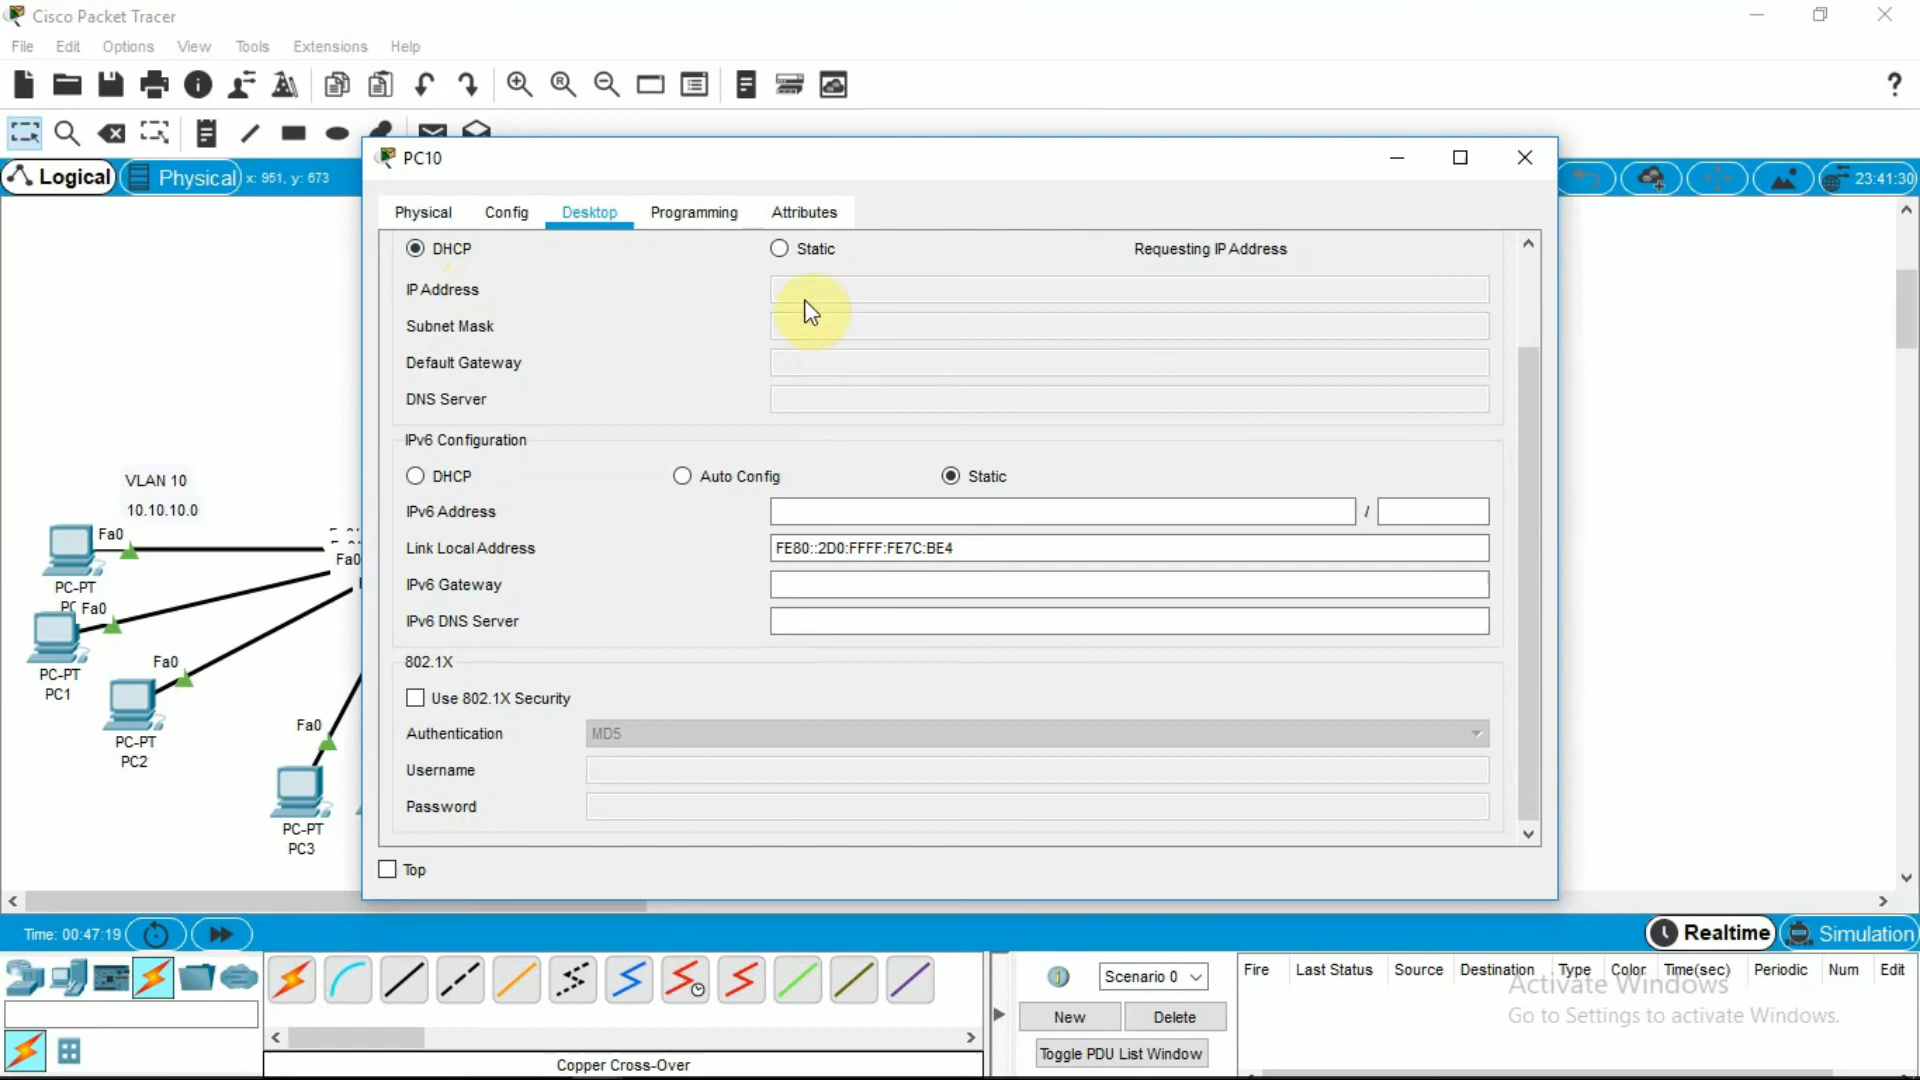 Cisco Packet Tracer
File Edit Options View Tools Extensions Help
?
Logical Physical x: 951, y: 673
23:41:30
PC10
Physical Config Desktop Programming Attributes
DHCP Static Requesting IP Address
IP Address
Subnet Mask
Default Gateway
DNS Server
IPv6 Configuration
DHCP Auto Config Static
IPv6 Address /
Link Local Address FE80::2D0:FFFF:FE7C:BE4
IPv6 Gateway
IPv6 DNS Server
802.1X
Use 802.1X Security
Authentication MD5
Username
Password
Top
VLAN 10
10.10.10.0
Fa0
Fa0
PC-PT
Fa0
PC-PT
PC1
Fa0
PC-PT
PC2
Fa0
PC-PT
PC3
Time: 00:47:19
Realtime Simulation
Scenario 0
New Delete
Toggle PDU List Window
Fire Last Status Source Destination Type Color Time(sec) Periodic Num Edit
Activate Windows
Go to Settings to activate Windows.
Copper Cross-Over